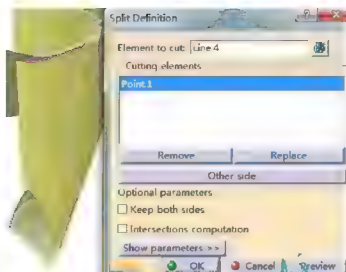 Split Definition
Element to cut: Line.4
Cutting elements
Point.1
Remove Replace
Other side
Optional parameters
Keep both sides
Intersections computation
Show parameters >>
OK Cancel Preview